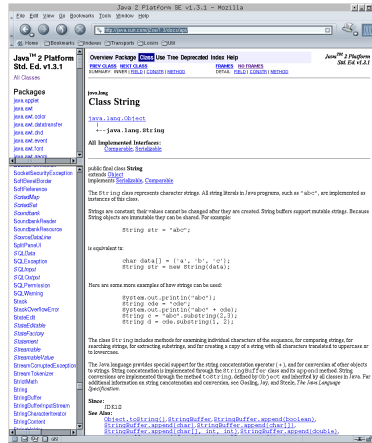 Java 2 Platform SE v1.3.1 - Mozilla
File Edit View Go Bookmarks Tools Window Help
Home Bookmarks Indexes Transports Lusers Util
Java™ 2 Platform
Std. Ed. v1.3.1
All Classes
Packages
java.applet
java.awt
java.awt.color
java.awt.datatransfer
java.awt.dnd
java.awt.event
java.awt.font
java.awt.geom
SocketSecurityException
SoftBevelBorder
SoftReference
SortedMap
SortedSet
Soundbank
SoundbankReader
SoundbankResource
SourceDataLine
SplitPaneUI
SQLData
SQLException
SQLInput
SQLOutput
SQLPermission
SQLWarning
Stack
StackOverflowError
StateEdit
StateEditable
StateFactory
Statement
Streamable
StreamableValue
StreamCorruptedException
StreamTokenizer
StrictMath
String
StringBuffer
StringBufferInputStream
StringCharacterIterator
StringContent
Overview Package Class Use Tree Deprecated Index Help
Java™ 2 Platform
Std. Ed. v1.3.1
PREV CLASS NEXT CLASS
FRAMES NO FRAMES
SUMMARY: INNER | FIELD | CONSTR | METHOD
DETAIL: FIELD | CONSTR | METHOD
java.lang
Class String
java.lang.Object
|
+--java.lang.String
All Implemented Interfaces:
Comparable, Serializable
public final class String
extends Object
implements Serializable, Comparable
The String class represents character strings. All string literals in Java programs, such as "abc", are implemented as
instances of this class.
Strings are constant; their values cannot be changed after they are created. String buffers support mutable strings. Because
String objects are immutable they can be shared. For example:
String str = "abc";
is equivalent to:
char data[] = {'a', 'b', 'c'};
String str = new String(data);
Here are some more examples of how strings can be used:
System.out.println("abc");
String cde = "cde";
System.out.println("abc" + cde);
String c = "abc".substring(2,3);
String d = cde.substring(1, 2);
The class String includes methods for examining individual characters of the sequence, for comparing strings, for
searching strings, for extracting substrings, and for creating a copy of a string with all characters translated to uppercase or
to lowercase.
The Java language provides special support for the string concatentation operator ( + ), and for conversion of other objects
to strings. String concatenation is implemented through the StringBuffer class and its append method. String
conversions are implemented through the method toString, defined by Object and inherited by all classes in Java. For
additional information on string concatenation and conversion, see Gosling, Joy, and Steele, The Java Language
Specification.
Since:
JDK1.0
See Also:
Object.toString(), StringBuffer, StringBuffer.append(boolean),
StringBuffer.append(char), StringBuffer.append(char[]),
StringBuffer.append(char[], int, int), StringBuffer.append(double),